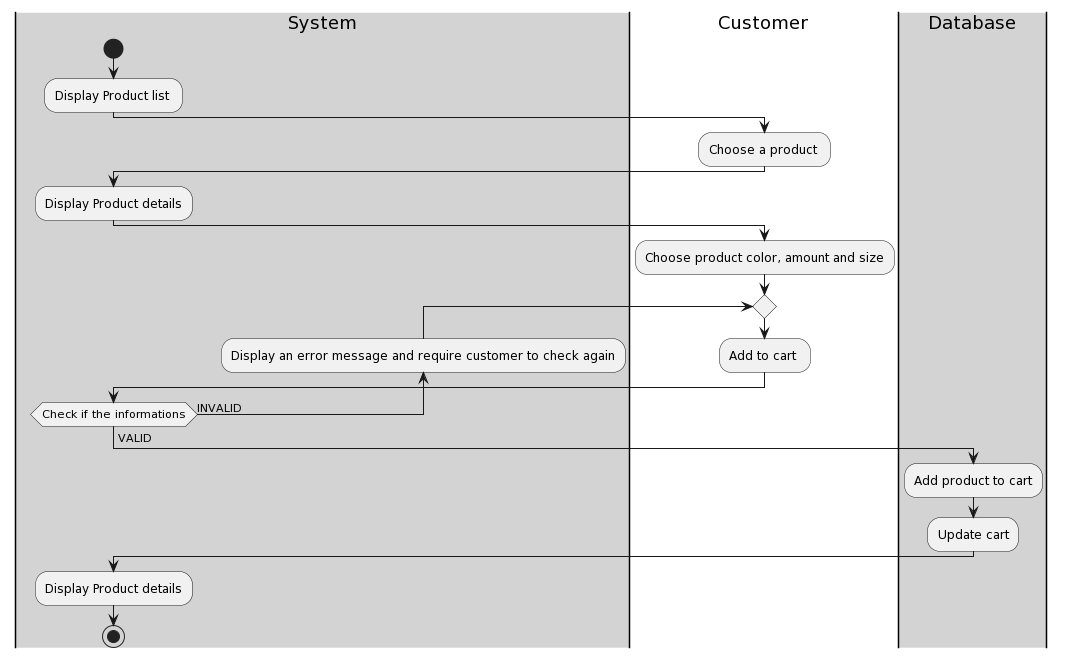 System
Customer
Database
Display Product list
Choose a product
Display Product details
Choose product color, amount and size
Display an error message and require customer to check again
Add to cart
Check if the informations
INVALID
VALID
Add product to cart
Update cart
Display Product details